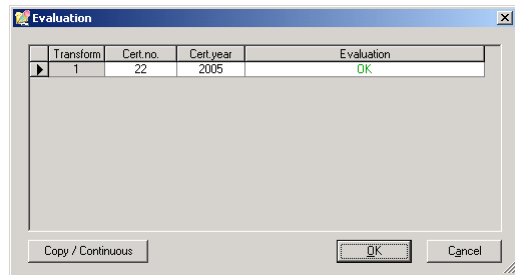 Evaluation
Transform Cert.no. Cert.year Evaluation
1 22 2005 OK
Copy / Continuous OK Cancel